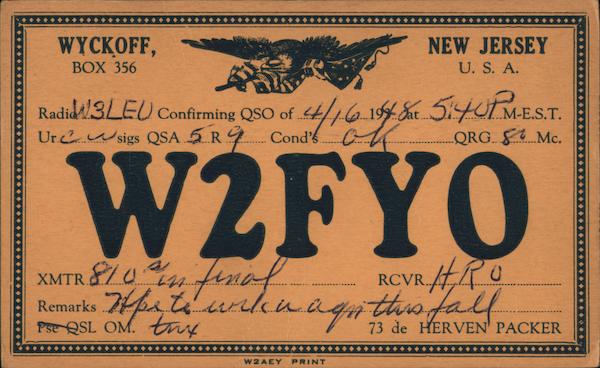 WYCKOFF, NEW JERSEY
BOX 356 U. S. A.
Radio W3LEU Confirming QSO of 4/16 1948 at 5:40P M-E.S.T.
Ur cw sigs QSA 5 R 9 Cond's OK QRG 80 Mc.
W2FYO
XMTR 810's in final RCVR HRO
Remarks Hpe to wrk u agn this fall
Pse QSL OM. tnx 73 de HERVEN PACKER
W2AEY PRINT